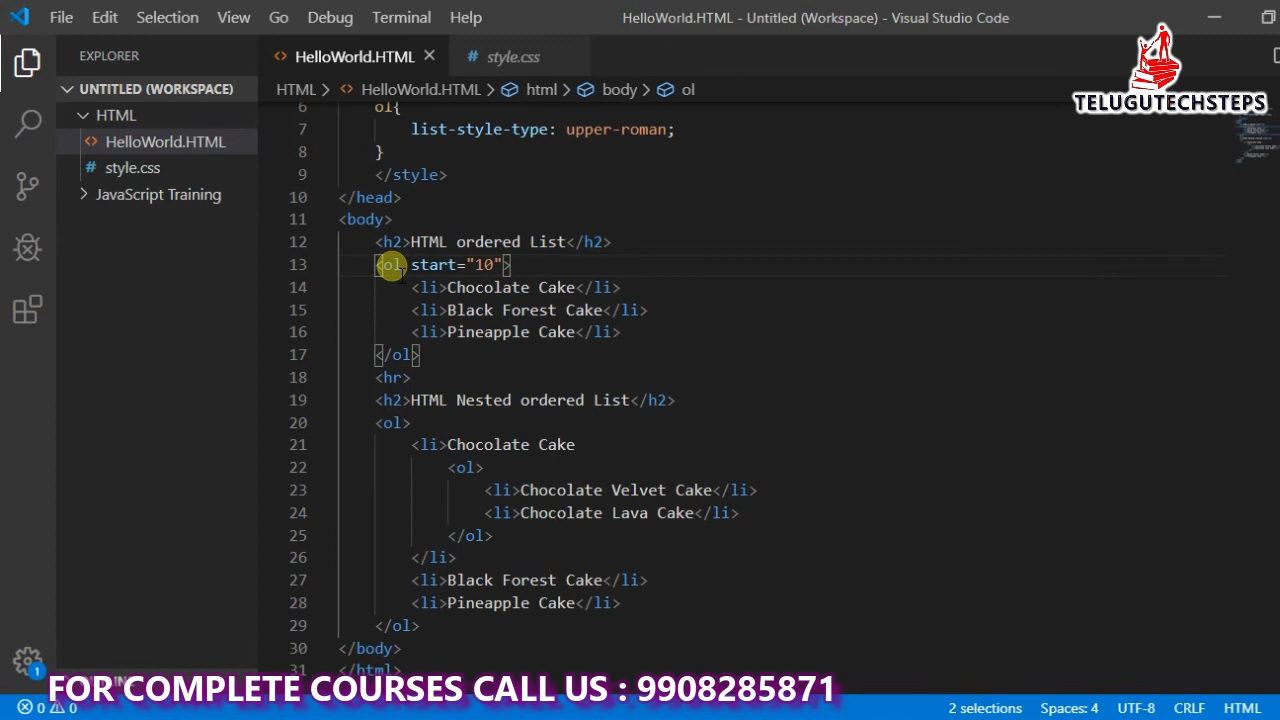 File Edit Selection View Go Debug Terminal Help HelloWorld.HTML - Untitled (Workspace) - Visual Studio Code
EXPLORER
UNTITLED (WORKSPACE)
HTML
HelloWorld.HTML
style.css
JavaScript Training
1
HelloWorld.HTML style.css
TELUGUTECHSTEPS
HTML HelloWorld.HTML html body ol
6 ol{
7 list-style-type: upper-roman;
8 }
9 </style>
10 </head>
11 <body>
12 <h2>HTML ordered List</h2>
13 <ol start="10">
14 <li>Chocolate Cake</li>
15 <li>Black Forest Cake</li>
16 <li>Pineapple Cake</li>
17 </ol>
18 <hr>
19 <h2>HTML Nested ordered List</h2>
20 <ol>
21 <li>Chocolate Cake
22 <ol>
23 <li>Chocolate Velvet Cake</li>
24 <li>Chocolate Lava Cake</li>
25 </ol>
26 </li>
27 <li>Black Forest Cake</li>
28 <li>Pineapple Cake</li>
29 </ol>
30 </body>
31 </html>
FOR COMPLETE COURSES CALL US : 9908285871
0 0 2 selections Spaces: 4 UTF-8 CRLF HTML